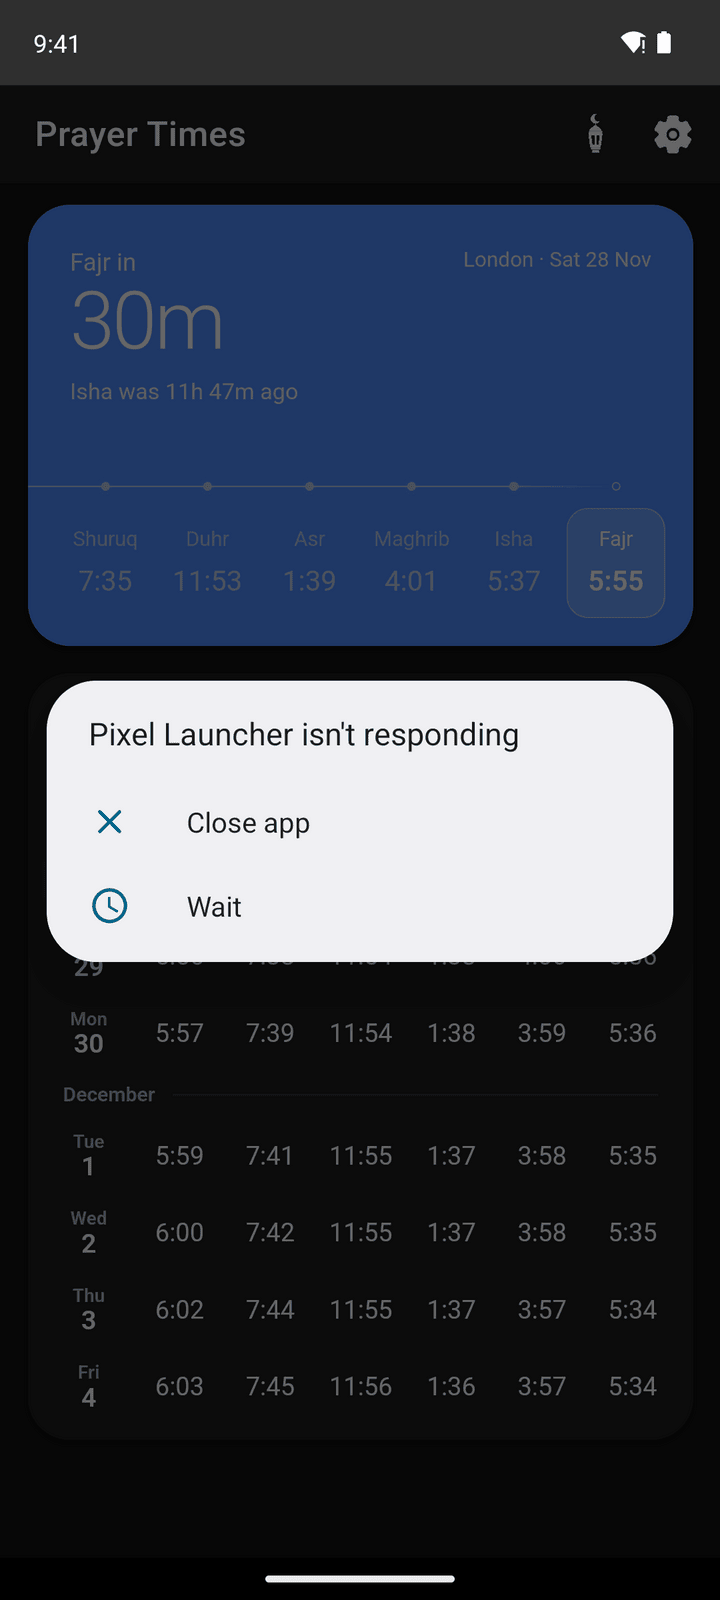 9:41
Prayer Times
Fajr in
London · Sat 28 Nov
30m
Isha was 11h 47m ago
Shuruq Duhr Asr Maghrib Isha Fajr
7:35 11:53 1:39 4:01 5:37 5:55
Pixel Launcher isn't responding
Close app
Wait
29
Mon
30 5:57 7:39 11:54 1:38 3:59 5:36
December
Tue
1 5:59 7:41 11:55 1:37 3:58 5:35
Wed
2 6:00 7:42 11:55 1:37 3:58 5:35
Thu
3 6:02 7:44 11:55 1:37 3:57 5:34
Fri
4 6:03 7:45 11:56 1:36 3:57 5:34